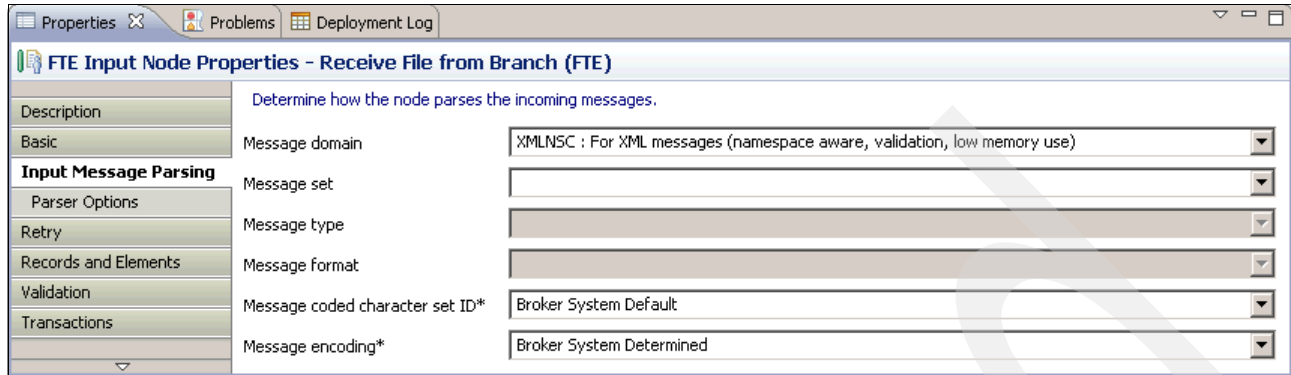 Properties Problems Deployment Log
FTE Input Node Properties - Receive File from Branch (FTE)
Description
Basic
Input Message Parsing
Parser Options
Retry
Records and Elements
Validation
Transactions
Determine how the node parses the incoming messages.
Message domain XMLNSC : For XML messages (namespace aware, validation, low memory use)
Message set
Message type
Message format
Message coded character set ID* Broker System Default
Message encoding* Broker System Determined